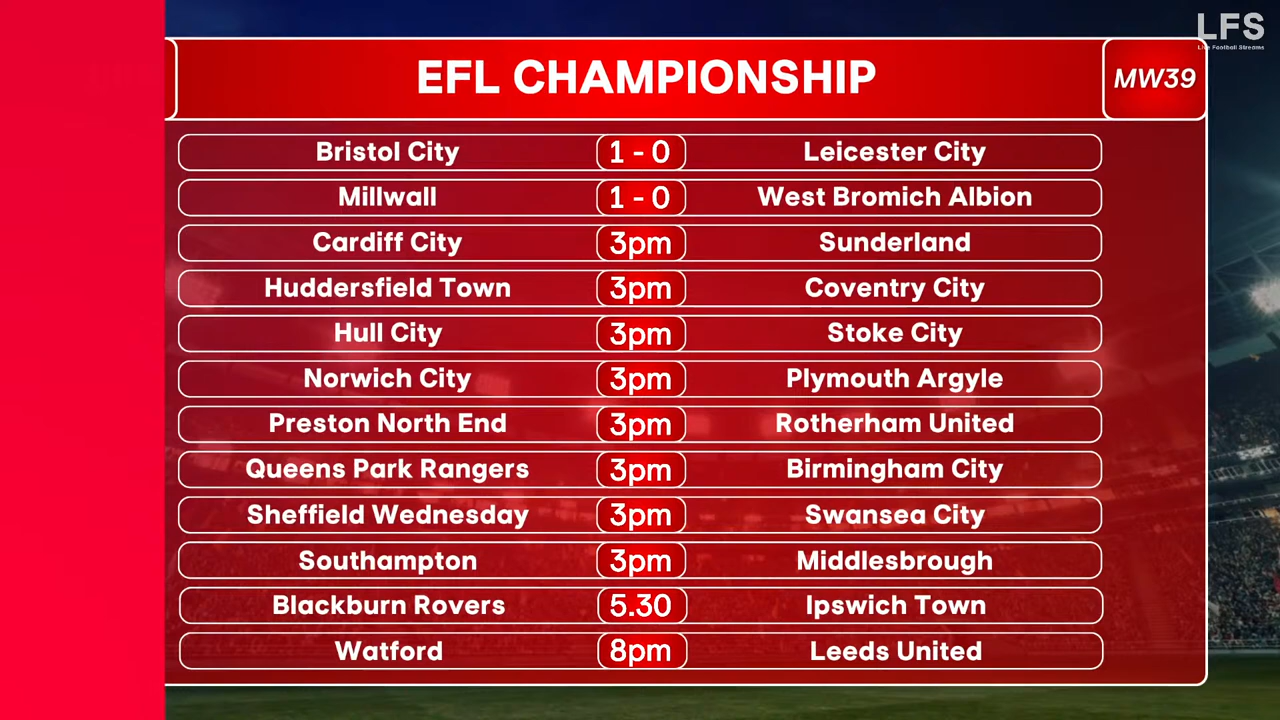 LFS
Live Football Streams
EFL CHAMPIONSHIP
MW39
Bristol City 1 - 0 Leicester City
Millwall 1 - 0 West Bromich Albion
Cardiff City 3pm Sunderland
Huddersfield Town 3pm Coventry City
Hull City 3pm Stoke City
Norwich City 3pm Plymouth Argyle
Preston North End 3pm Rotherham United
Queens Park Rangers 3pm Birmingham City
Sheffield Wednesday 3pm Swansea City
Southampton 3pm Middlesbrough
Blackburn Rovers 5.30 Ipswich Town
Watford 8pm Leeds United